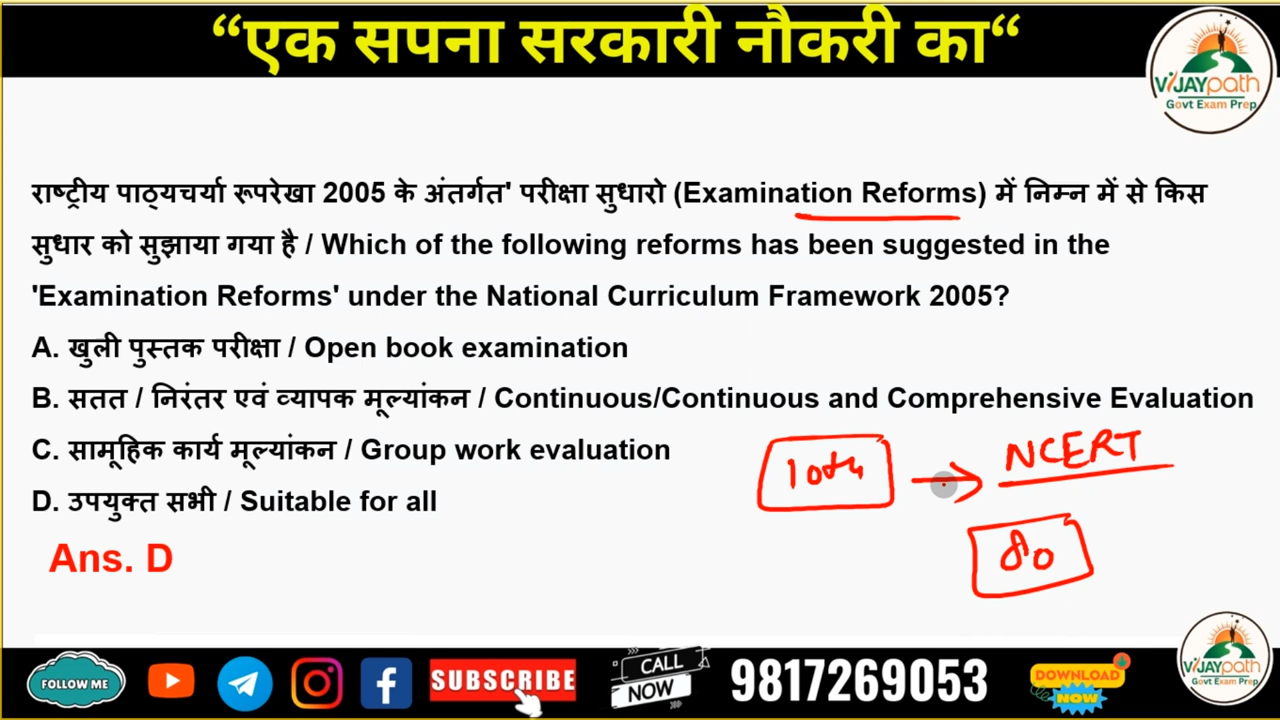 “एक सपना सरकारी नौकरी का“
ViJAYpath
Govt Exam Prep
राष्ट्रीय पाठ्यचर्या रूपरेखा 2005 के अंतर्गत' परीक्षा सुधारो (Examination Reforms) में निम्न में से किस
सुधार को सुझाया गया है / Which of the following reforms has been suggested in the
'Examination Reforms' under the National Curriculum Framework 2005?
A. खुली पुस्तक परीक्षा / Open book examination
B. सतत / निरंतर एवं व्यापक मूल्यांकन / Continuous/Continuous and Comprehensive Evaluation
C. सामूहिक कार्य मूल्यांकन / Group work evaluation
D. उपयुक्त सभी / Suitable for all
Ans. D
10th → NCERT
80
FOLLOW ME
SUBSCRIBE
CALL
NOW
9817269053
DOWNLOAD
NOW
ViJAYpath
Govt Exam Prep